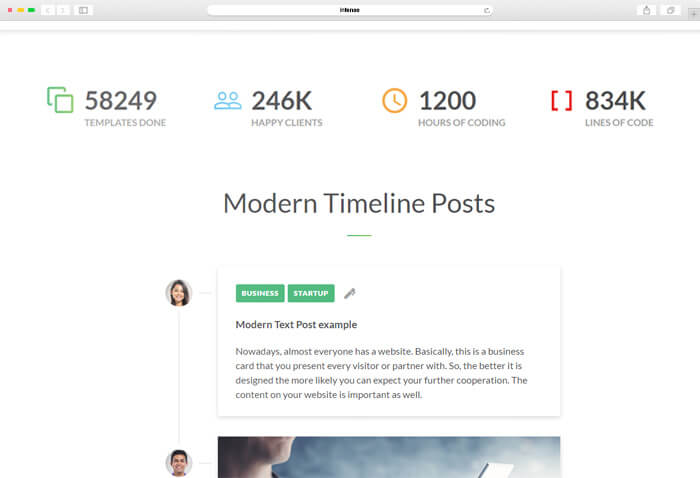 intense
58249
TEMPLATES DONE
246K
HAPPY CLIENTS
1200
HOURS OF CODING
834K
LINES OF CODE
Modern Timeline Posts
BUSINESS STARTUP
Modern Text Post example
Nowadays, almost everyone has a website. Basically, this is a business
card that you present every visitor or partner with. So, the better it is
designed the more likely you can expect your further cooperation. The
content on your website is important as well.